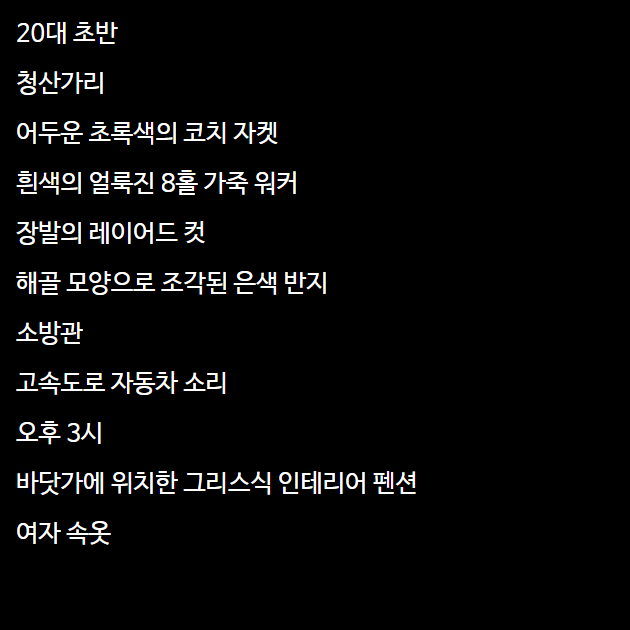 20대 초반
청산가리
어두운 초록색의 코치 자켓
흰색의 얼룩진 8홀 가죽 워커
장발의 레이어드 컷
해골 모양으로 조각된 은색 반지
소방관
고속도로 자동차 소리
오후 3시
바닷가에 위치한 그리스식 인테리어 펜션
여자 속옷